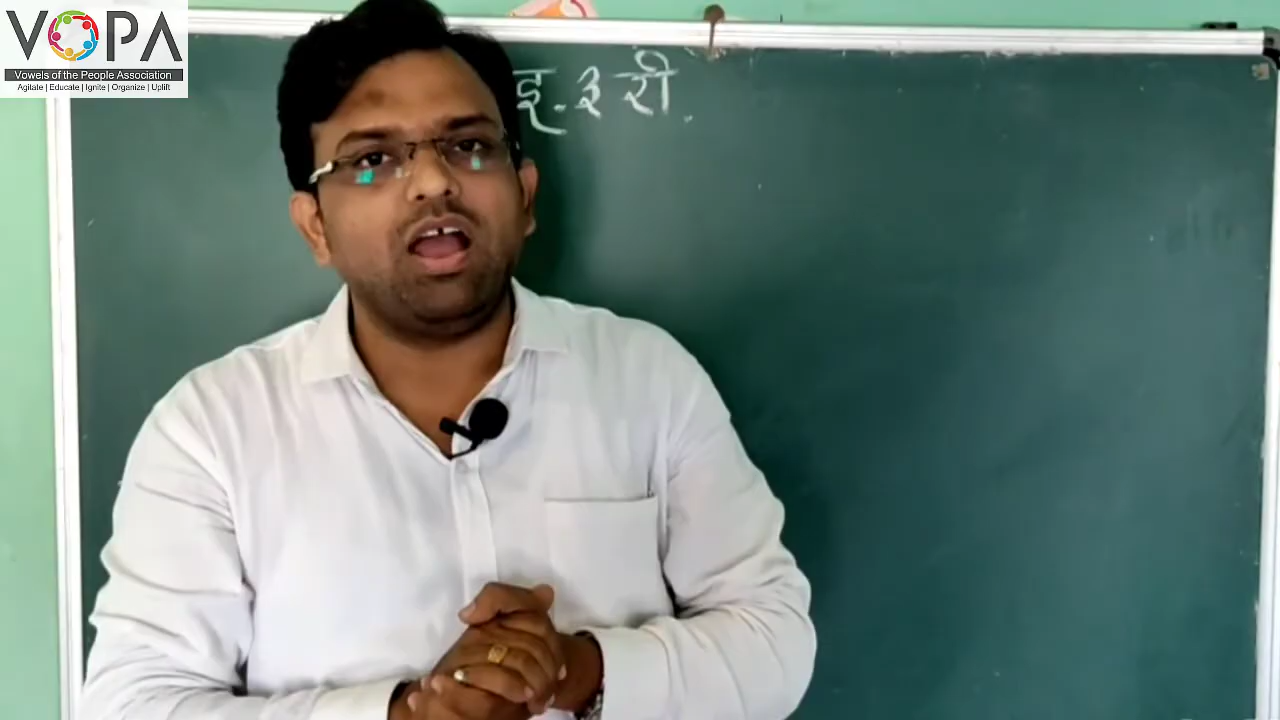 VOPA
Vowels of the People Association
Agitate | Educate | Ignite | Organize | Uplift
इ. ३ री.